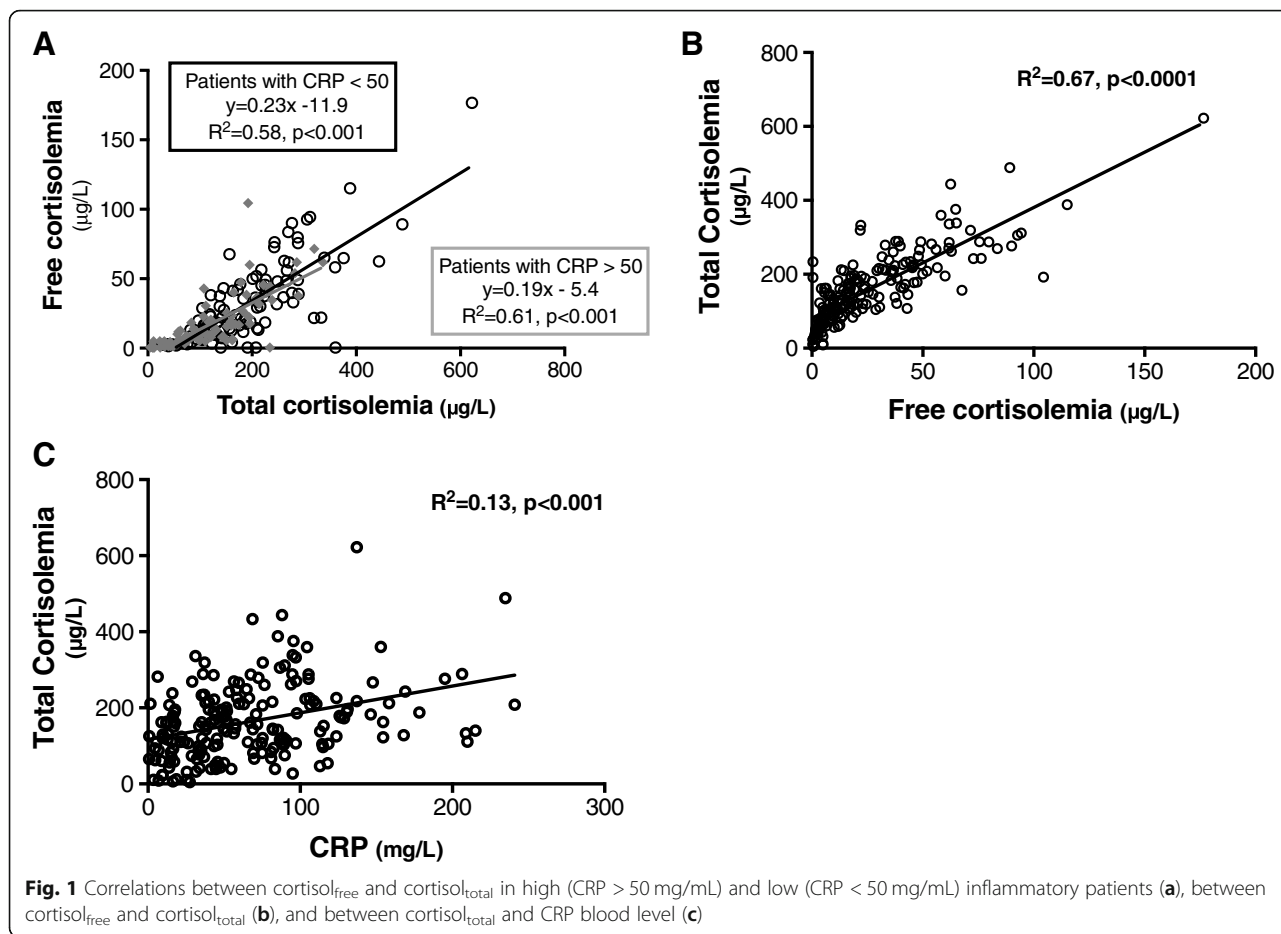 A
200
150
100
50
0
Free cortisolemia
(µg/L)
Patients with CRP < 50
y=0.23x -11.9
R²=0.58, p<0.001
Patients with CRP > 50
y=0.19x - 5.4
R²=0.61, p<0.001
0 200 400 600 800
Total cortisolemia (µg/L)
B
800
600
400
200
0
Total Cortisolemia
(µg/L)
R²=0.67, p<0.0001
0 50 100 150 200
Free cortisolemia (µg/L)
C
800
600
400
200
0
Total Cortisolemia
(µg/L)
R²=0.13, p<0.001
0 100 200 300
CRP (mg/L)
Fig. 1 Correlations between cortisol_free and cortisol_total in high (CRP > 50 mg/mL) and low (CRP < 50 mg/mL) inflammatory patients (a), between
cortisol_free and cortisol_total (b), and between cortisol_total and CRP blood level (c)